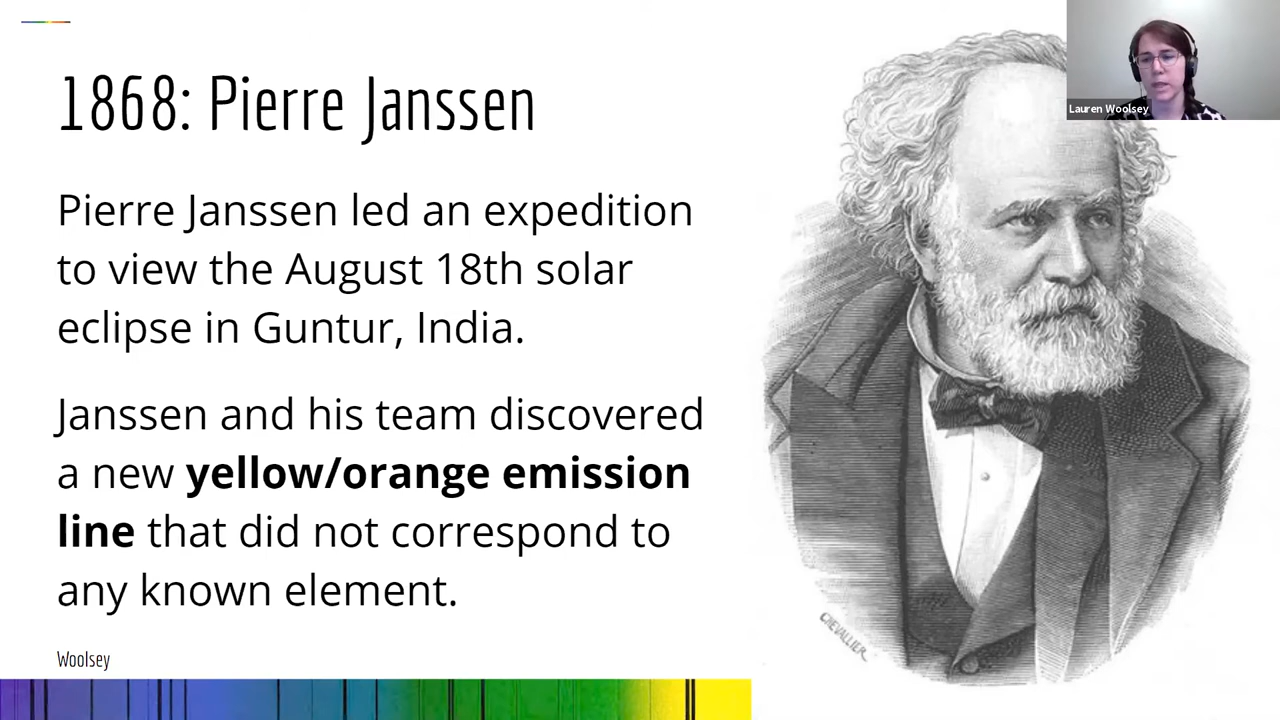 1868: Pierre Janssen
Lauren Woolsey
Pierre Janssen led an expedition
to view the August 18th solar
eclipse in Guntur, India.
Janssen and his team discovered
a new yellow/orange emission
line that did not correspond to
any known element.
CHEVALLIER
Woolsey